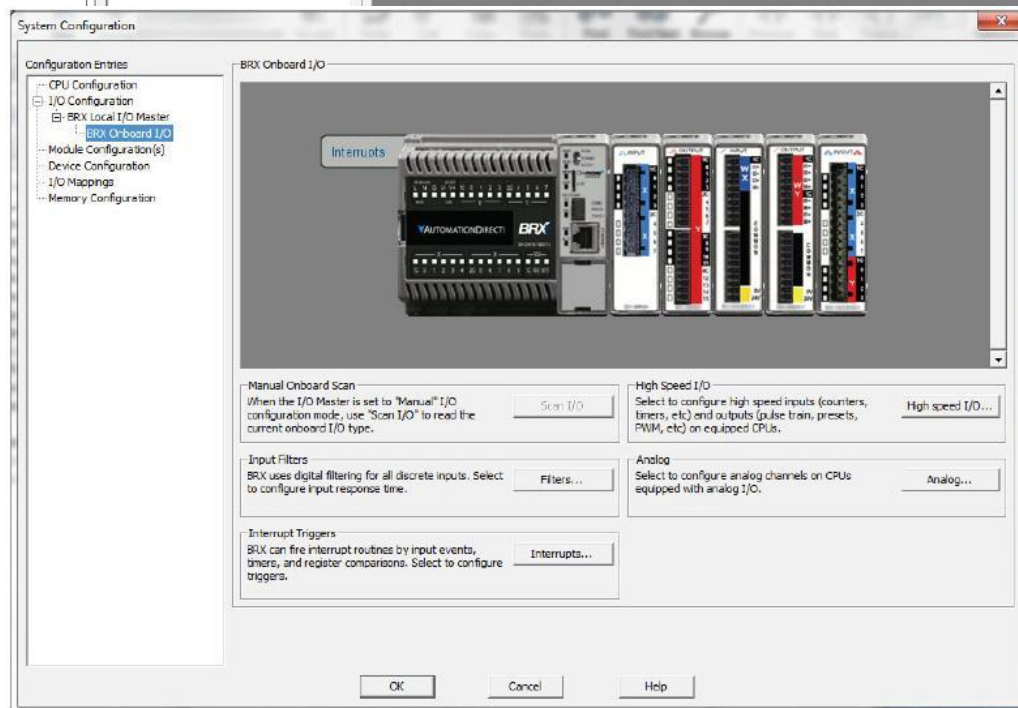 System Configuration
Configuration Entries
CPU Configuration
I/O Configuration
BRX Local I/O Master
BRX Onboard I/O
Module Configuration(s)
Device Configuration
I/O Mappings
Memory Configuration
BRX Onboard I/O
Interrupts
AUTOMATIONDIRECT
BRX
INPUT
OUTPUT
INPUT
OUTPUT
Manual Onboard Scan
When the I/O Master is set to "Manual" I/O
configuration mode, use "Scan I/O" to read the
current onboard I/O type.
Scan I/O
High Speed I/O
Select to configure high speed inputs (counters,
timers, etc) and outputs (pulse train, presets,
PWM, etc) on equipped CPUs.
High speed I/O...
Input Filters
BRX uses digital filtering for all discrete inputs. Select
to configure input response time.
Filters...
Analog
Select to configure analog channels on CPUs
equipped with analog I/O.
Analog...
Interrupt Triggers
BRX can fire interrupt routines by input events,
timers, and register comparisons. Select to configure
triggers.
Interrupts...
OK
Cancel
Help